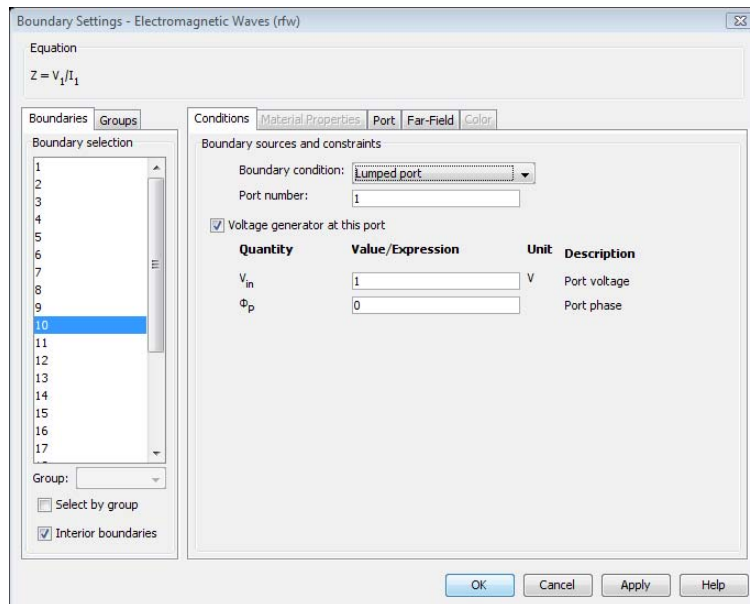 Boundary Settings - Electromagnetic Waves (rfw)
Equation
Z = V1/I1
Boundaries Groups
Boundary selection
1
2
3
4
5
6
7
8
9
10
11
12
13
14
15
16
17
Group:
Select by group
Interior boundaries
Conditions Material Properties Port Far-Field Color
Boundary sources and constraints
Boundary condition: Lumped port
Port number: 1
Voltage generator at this port
Quantity Value/Expression Unit Description
Vin 1 V Port voltage
Φp 0 Port phase
OK Cancel Apply Help